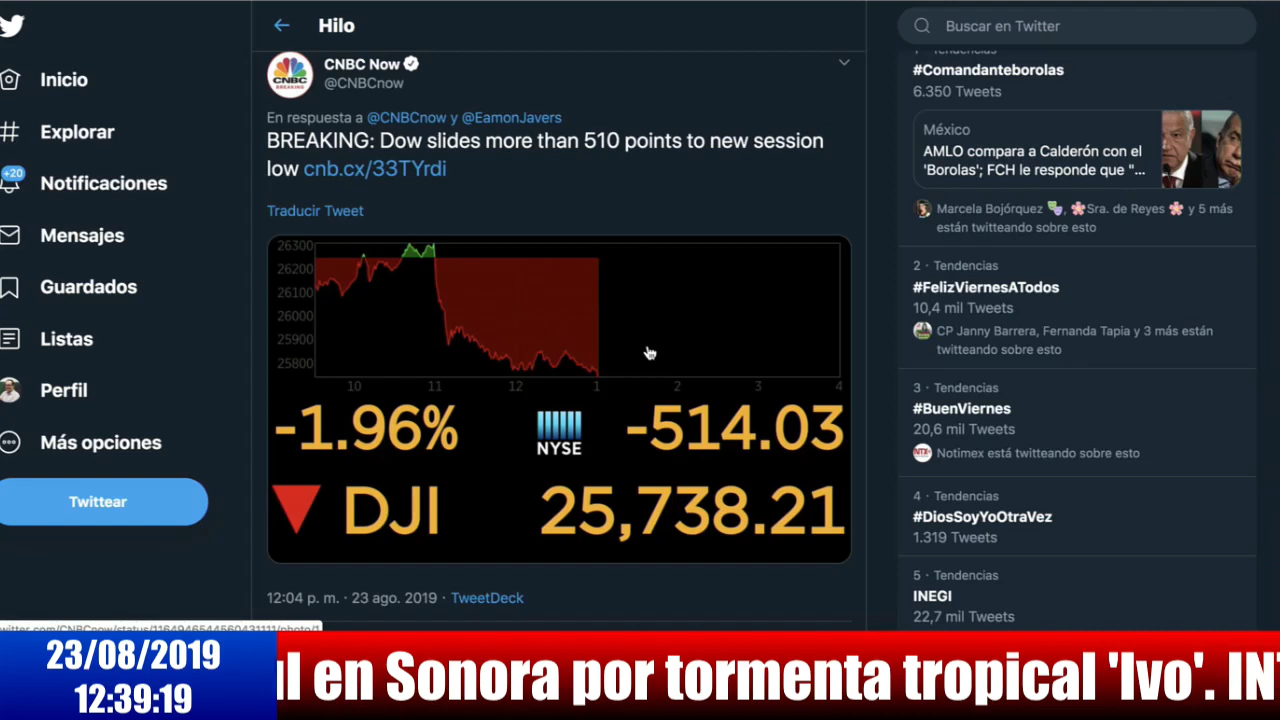 Inicio
Explorar
+20
Notificaciones
Mensajes
Guardados
Listas
Perfil
Más opciones
Twittear
Hilo
CNBC
BREAKING
CNBC Now
@CNBCnow
En respuesta a @CNBCnow y @EamonJavers
BREAKING: Dow slides more than 510 points to new session
low cnb.cx/33TYrdi
Traducir Tweet
26300
26200
26100
26000
25900
25800
10 11 12 1 2 3 4
-1.96% NYSE -514.03
DJI 25,738.21
12:04 p. m. · 23 ago. 2019 · TweetDeck
Buscar en Twitter
1 · Tendencias
#Comandanteborolas
6.350 Tweets
México
AMLO compara a Calderón con el
'Borolas'; FCH le responde que "...
Marcela Bojórquez, Sra. de Reyes y 5 más
están twitteando sobre esto
2 · Tendencias
#FelizViernesATodos
10,4 mil Tweets
CP Janny Barrera, Fernanda Tapia y 3 más están
twitteando sobre esto
3 · Tendencias
#BuenViernes
20,6 mil Tweets
Notimex está twitteando sobre esto
4 · Tendencias
#DiosSoyYoOtraVez
1.319 Tweets
5 · Tendencias
INEGI
22,7 mil Tweets
23/08/2019
12:39:19
ul en Sonora por tormenta tropical 'Ivo'. IN